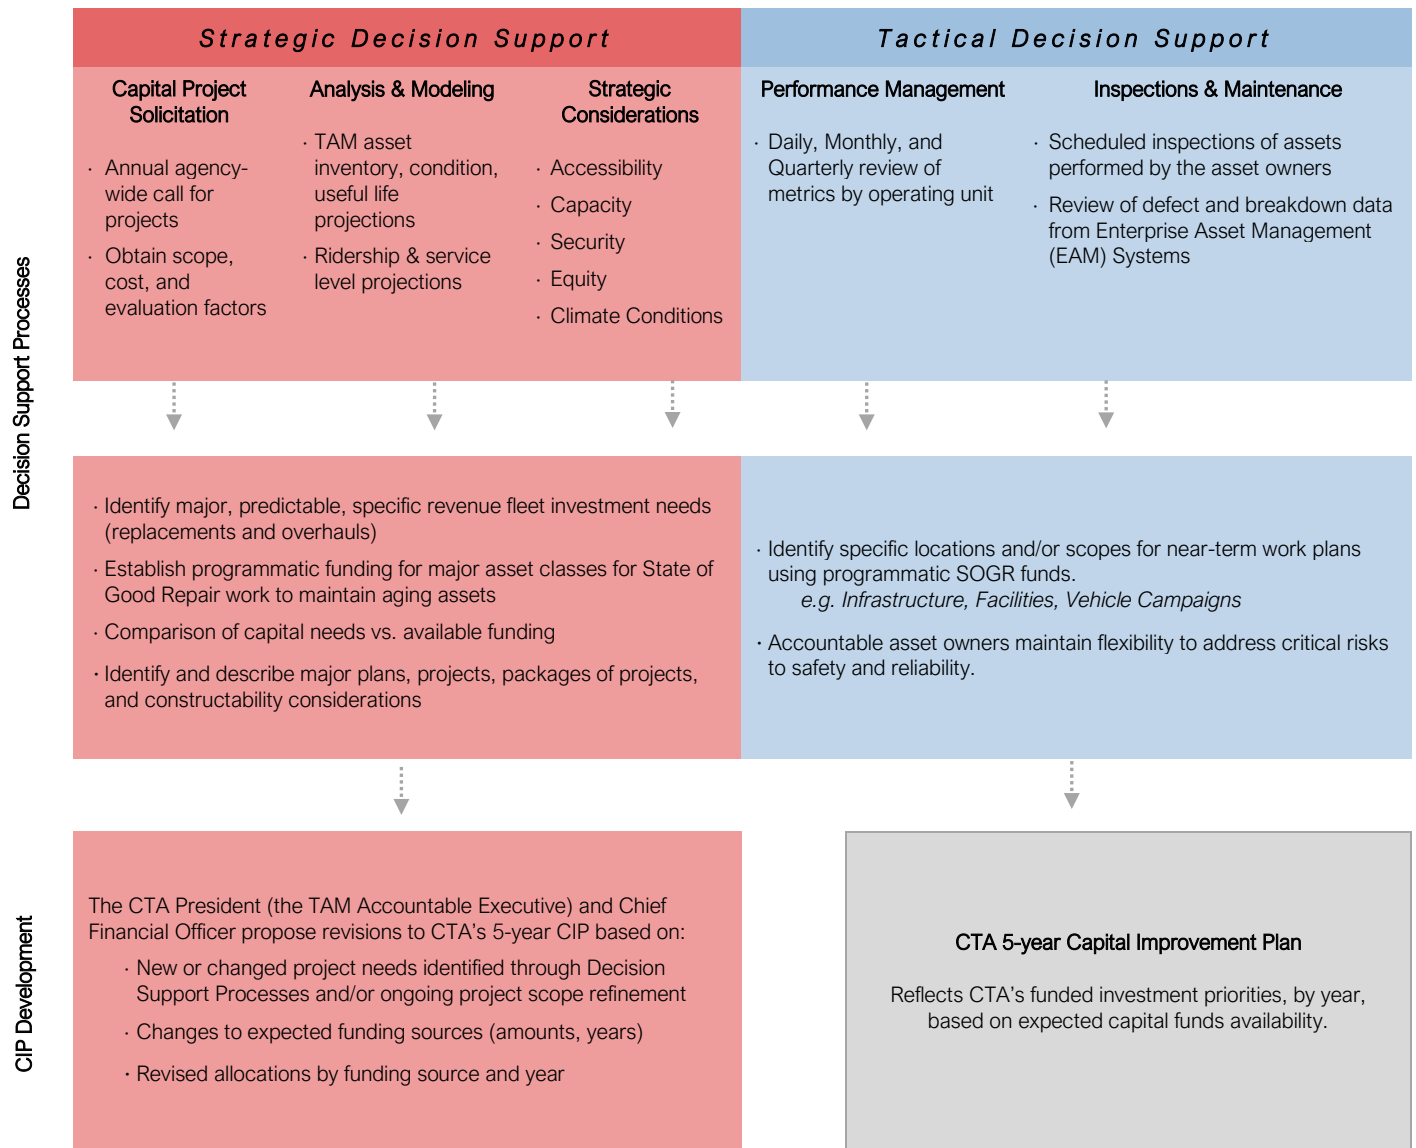 Strategic Decision Support
Tactical Decision Support
Decision Support Processes
Capital Project
Solicitation
· Annual agency-
wide call for
projects
· Obtain scope,
cost, and
evaluation factors
Analysis & Modeling
· TAM asset
inventory, condition,
useful life
projections
· Ridership & service
level projections
Strategic
Considerations
· Accessibility
· Capacity
· Security
· Equity
· Climate Conditions
Performance Management
· Daily, Monthly, and
Quarterly review of
metrics by operating unit
Inspections & Maintenance
· Scheduled inspections of assets
performed by the asset owners
· Review of defect and breakdown data
from Enterprise Asset Management
(EAM) Systems
· Identify major, predictable, specific revenue fleet investment needs
(replacements and overhauls)
· Establish programmatic funding for major asset classes for State of
Good Repair work to maintain aging assets
· Comparison of capital needs vs. available funding
· Identify and describe major plans, projects, packages of projects,
and constructability considerations
· Identify specific locations and/or scopes for near-term work plans
using programmatic SOGR funds.
e.g. Infrastructure, Facilities, Vehicle Campaigns
· Accountable asset owners maintain flexibility to address critical risks
to safety and reliability.
CIP Development
The CTA President (the TAM Accountable Executive) and Chief
Financial Officer propose revisions to CTA's 5-year CIP based on:
· New or changed project needs identified through Decision
Support Processes and/or ongoing project scope refinement
· Changes to expected funding sources (amounts, years)
· Revised allocations by funding source and year
CTA 5-year Capital Improvement Plan
Reflects CTA's funded investment priorities, by year,
based on expected capital funds availability.